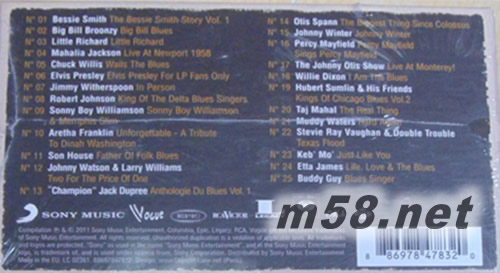 N° 01 Bessie Smith The Bessie Smith Story Vol. 1
N° 02 Big Bill Broonzy Big Bill Blues
N° 03 Little Richard Little Richard
N° 04 Mahalia Jackson Live At Newport 1958
N° 05 Chuck Willis Wails The Blues
N° 06 Elvis Presley Elvis Presley For LP Fans Only
N° 07 Jimmy Witherspoon In Person
N° 08 Robert Johnson King Of The Delta Blues Singers
N° 09 Sonny Boy Williamson Sonny Boy Williamson
& Memphis Slim
N° 10 Aretha Franklin Unforgettable - A Tribute
To Dinah Washington
N° 11 Son House Father Of Folk Blues
N° 12 Johnny Watson & Larry Williams
Two For The Price Of One
N° 13 "Champion" Jack Dupree Anthologie Du Blues Vol. 1
N° 14 Otis Spann The Biggest Thing Since Colossus
N° 15 Johnny Winter Johnny Winter
N° 16 Percy Mayfield Percy Mayfield
Sings Percy Mayfield
N° 17 The Johnny Otis Show Live At Monterey!
N° 18 Willie Dixon I Am The Blues
N° 19 Hubert Sumlin & His Friends
Kings Of Chicago Blues Vol.2
N° 20 Taj Mahal The Real Thing
N° 21 Muddy Waters Hard Again
N° 22 Stevie Ray Vaughan & Double Trouble
Texas Flood
N° 23 Keb' Mo' Just Like You
N° 24 Etta James Life, Love & The Blues
N° 25 Buddy Guy Blues Singer
SONY MUSIC Vogue Epic
m58.net
8 86978 47832 0